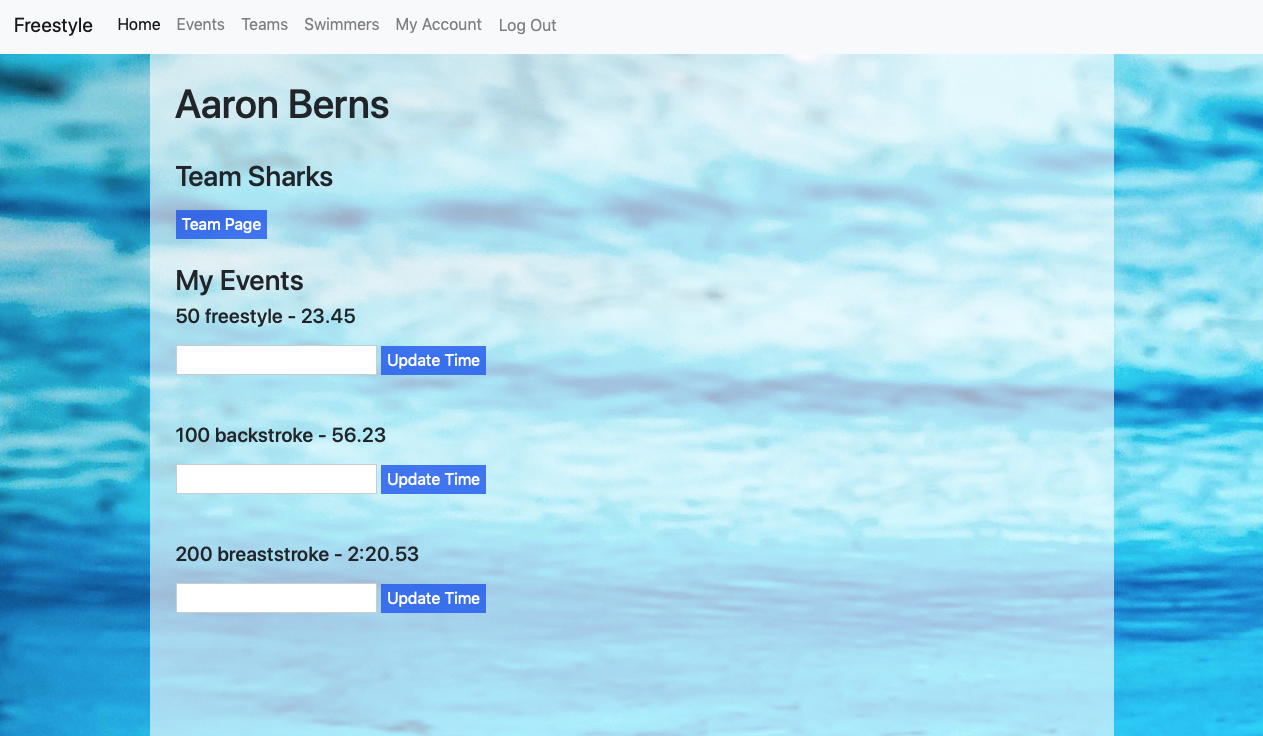 Freestyle Home Events Teams Swimmers My Account Log Out
Aaron Berns
Team Sharks
Team Page
My Events
50 freestyle - 23.45
Update Time
100 backstroke - 56.23
Update Time
200 breaststroke - 2:20.53
Update Time